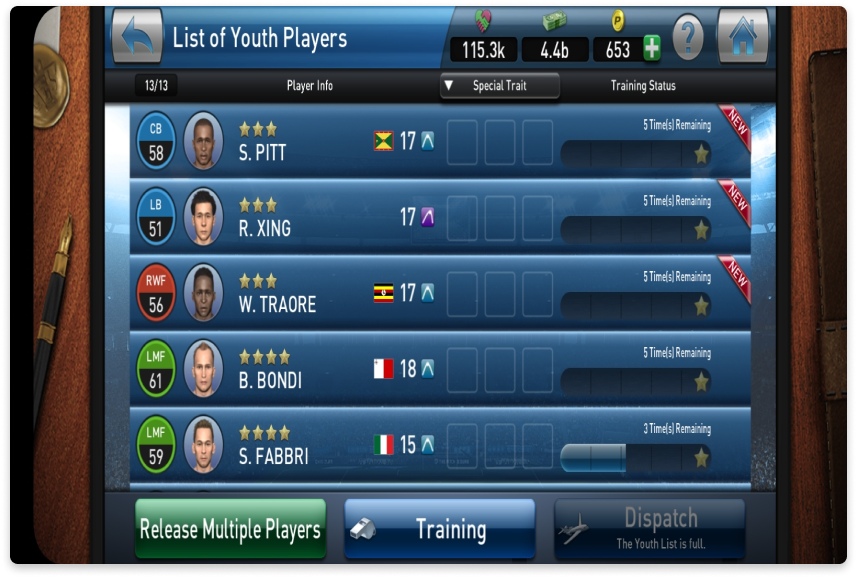 List of Youth Players
115.3k
4.4b
653
P
?
13/13
Player Info
▼ Special Trait
Training Status
CB
58
S. PITT
17
5 Time(s) Remaining
NEW
LB
51
R. XING
17
5 Time(s) Remaining
NEW
RWF
56
W. TRAORE
17
5 Time(s) Remaining
NEW
LMF
61
B. BONDI
18
5 Time(s) Remaining
LMF
59
S. FABBRI
15
3 Time(s) Remaining
Release Multiple Players
Training
Dispatch
The Youth List is full.